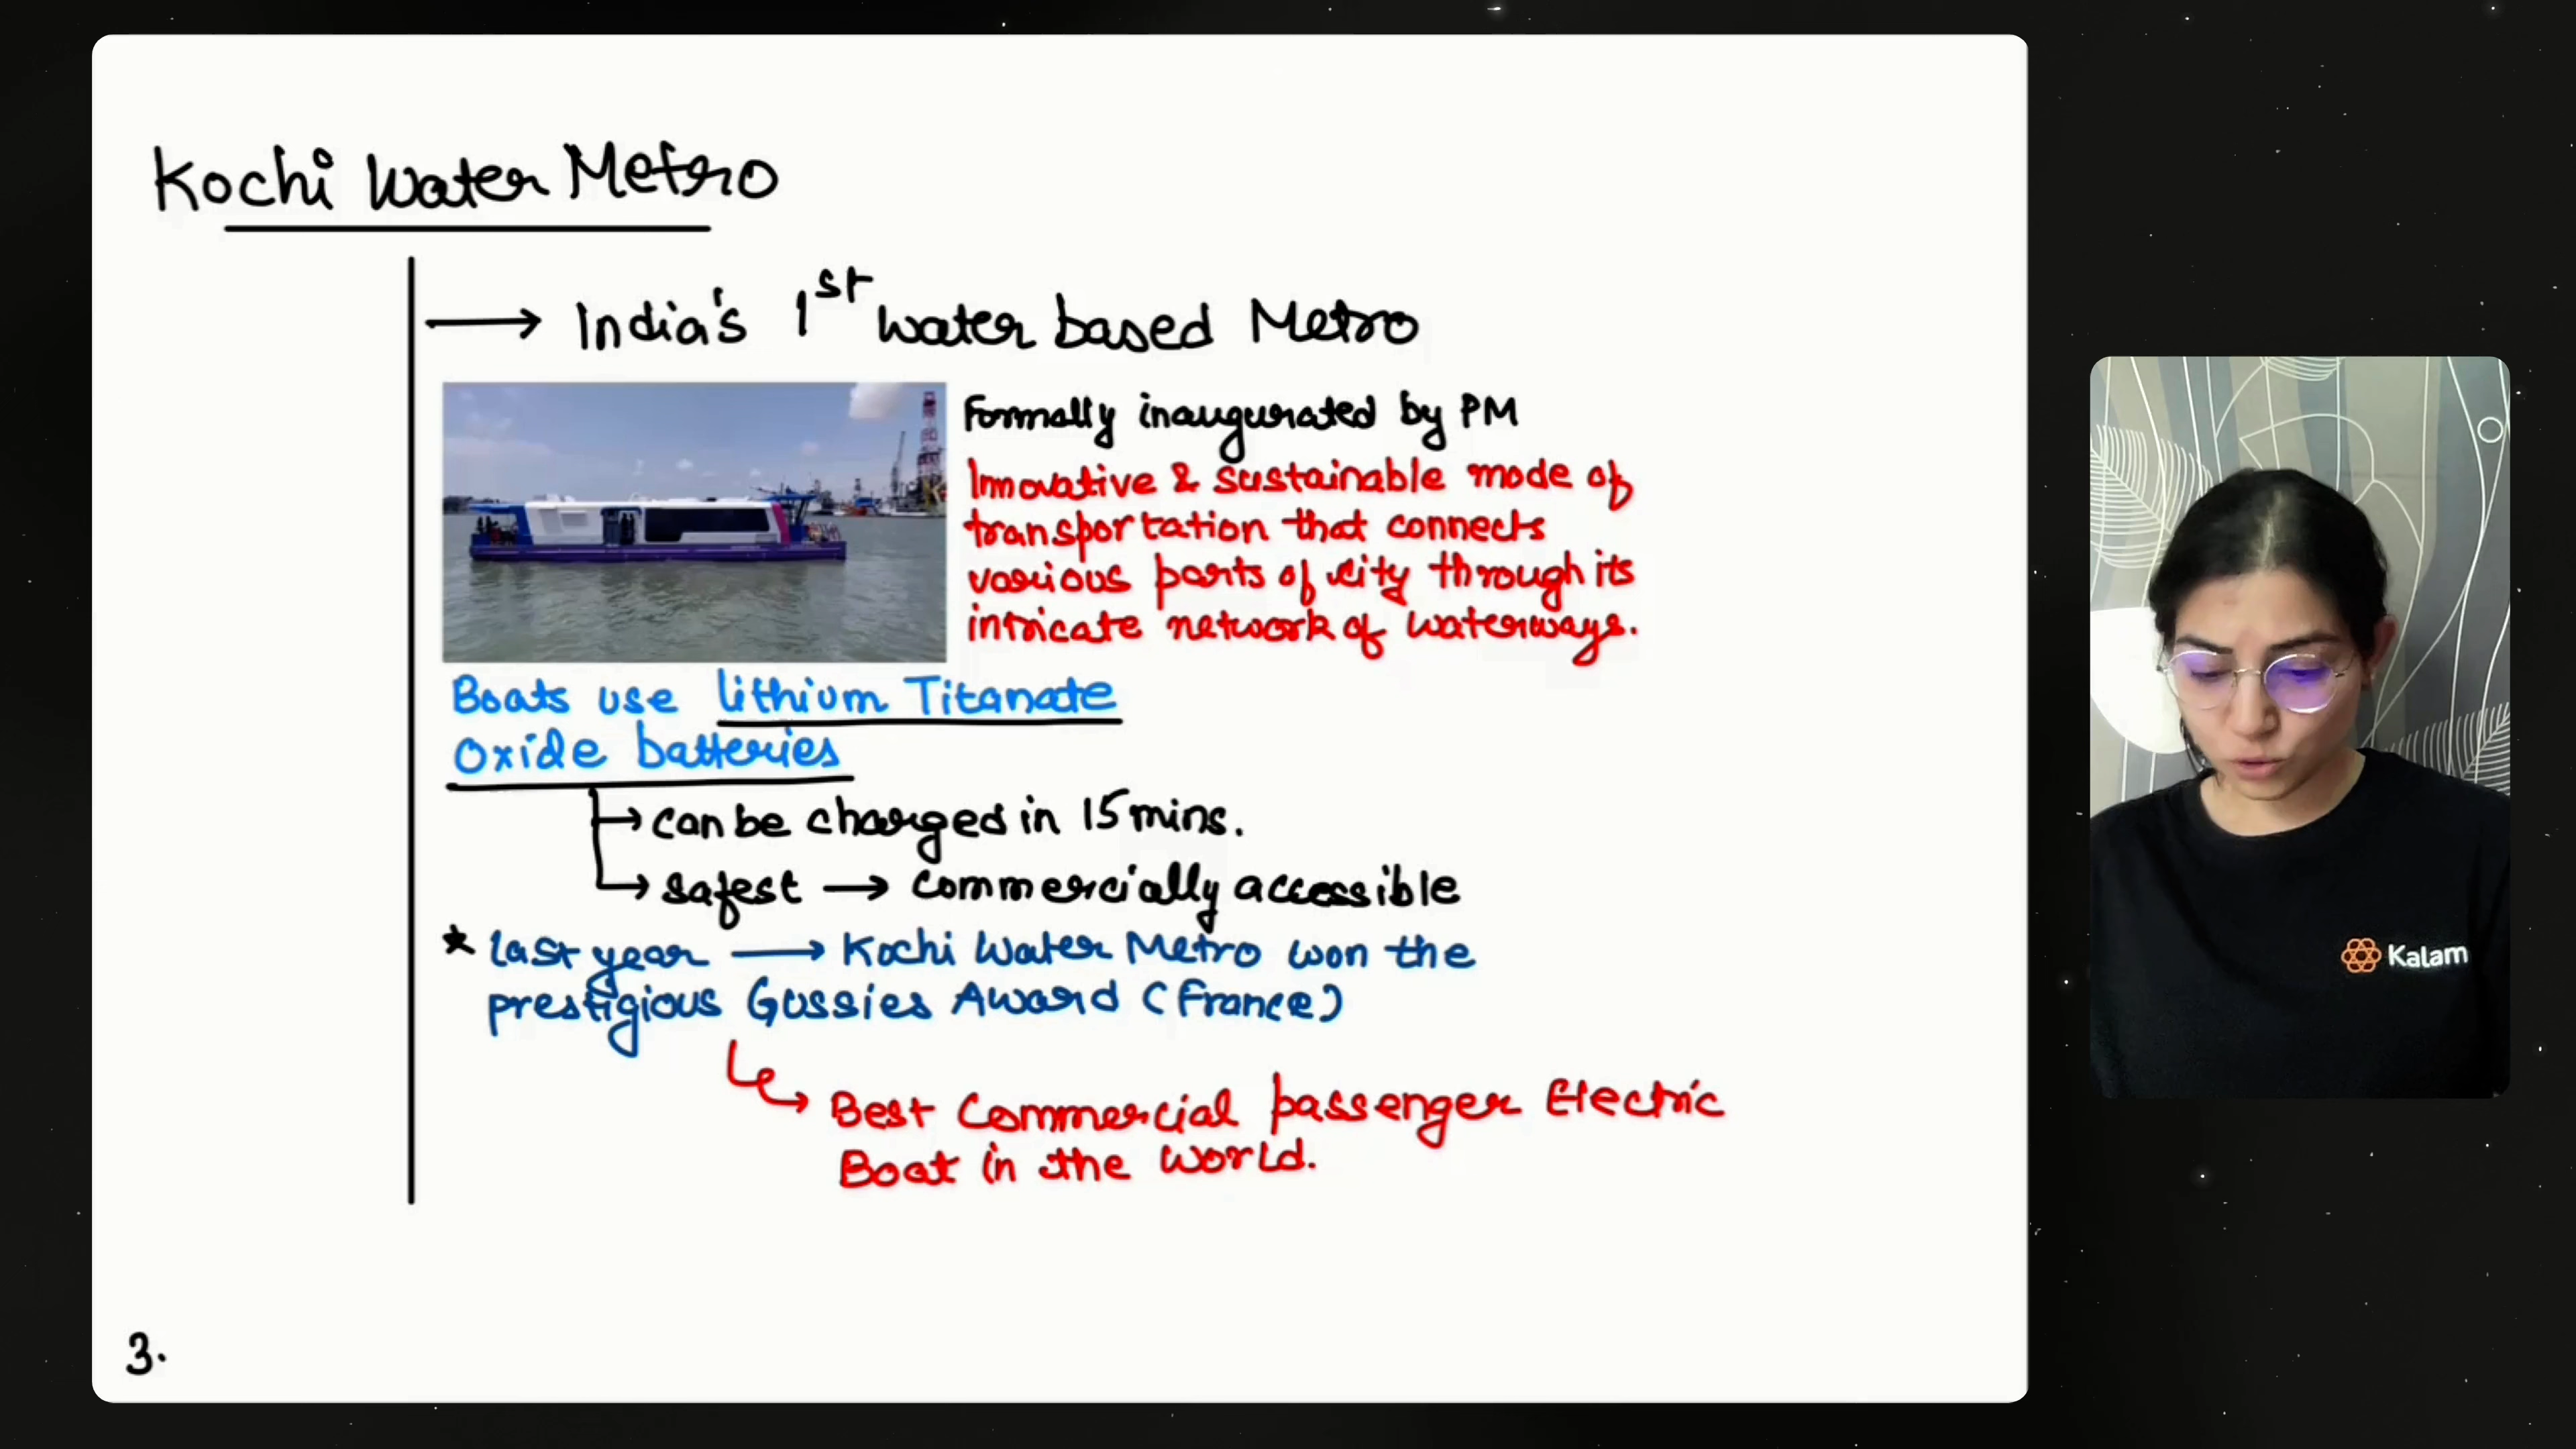 Kochi Water Metro
→ India's 1st water based Metro
Formally inaugurated by PM
Innovative & sustainable mode of
transportation that connects
various parts of city through its
intricate network of waterways.
Boats use lithium Titanate
Oxide batteries
→ can be charged in 15 mins.
→ safest → commercially accessible
* last year → Kochi Water Metro won the
prestigious Gussies Award (France)
→ Best Commercial passenger Electric
Boat in the world.
3.
Kalam